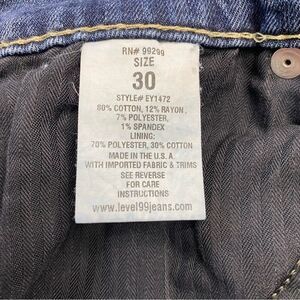 RN# 99299
SIZE
30
STYLE# EY1472
80% COTTON, 12% RAYON,
7% POLYESTER,
1% SPANDEX
LINING:
70% POLYESTER, 30% COTTON
MADE IN THE U.S.A
WITH IMPORTED FABRIC & TRIMS
SEE REVERSE
FOR CARE
INSTRUCTIONS
www.level99jeans.com